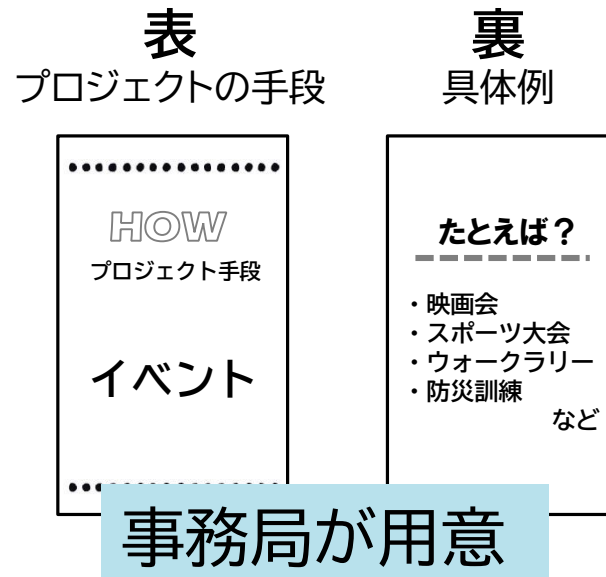 表
プロジェクトの手段
HOW
プロジェクト手段
イベント
裏
具体例
たとえば？
・映画会
・スポーツ大会
・ウォークラリー
・防災訓練
など
事務局が用意